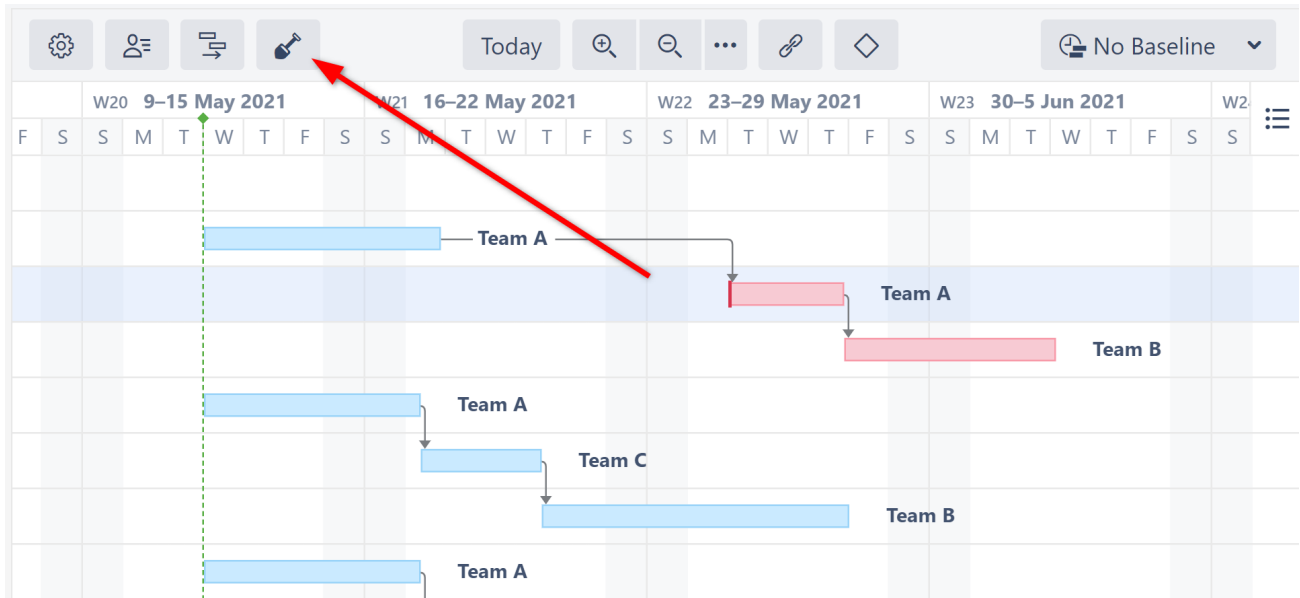 Today ••• No Baseline
W20 9–15 May 2021 W21 16–22 May 2021 W22 23–29 May 2021 W23 30–5 Jun 2021
F S S M T W T F S S M T W T F S S M T W T F S S M T W T F S S
Team A
Team A
Team B
Team A
Team C
Team B
Team A